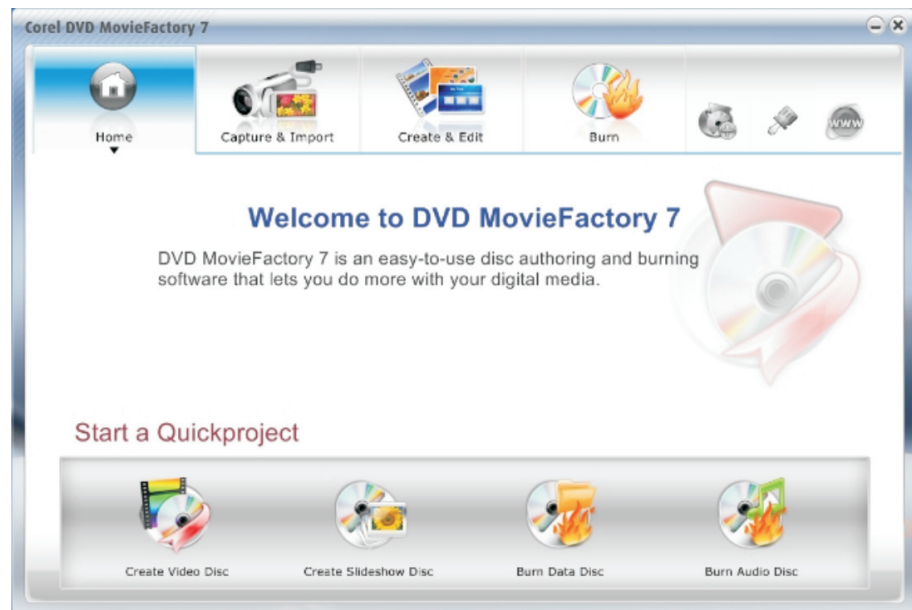 Corel DVD MovieFactory 7
Home
Capture & Import
Create & Edit
Burn
www
Welcome to DVD MovieFactory 7
DVD MovieFactory 7 is an easy-to-use disc authoring and burning
software that lets you do more with your digital media.
Start a Quickproject
Create Video Disc
Create Slideshow Disc
Burn Data Disc
Burn Audio Disc